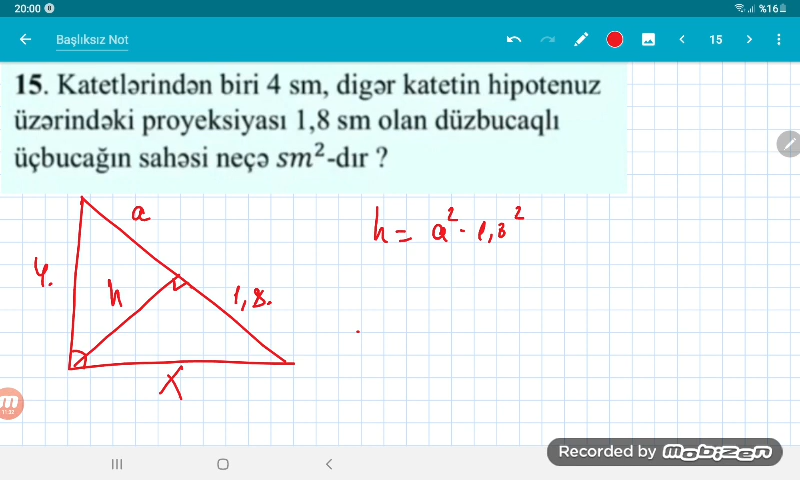 20:00
%16
Başlıksız Not
15
15. Katetlərindən biri 4 sm, digər katetin hipotenuz
üzərindəki proyeksiyası 1,8 sm olan düzbucaqlı
üçbucağın sahəsi neçə sm²-dır ?
a
h = a² - 1,8²
4.
h
1,8.
X
m
Recorded by
mobizen